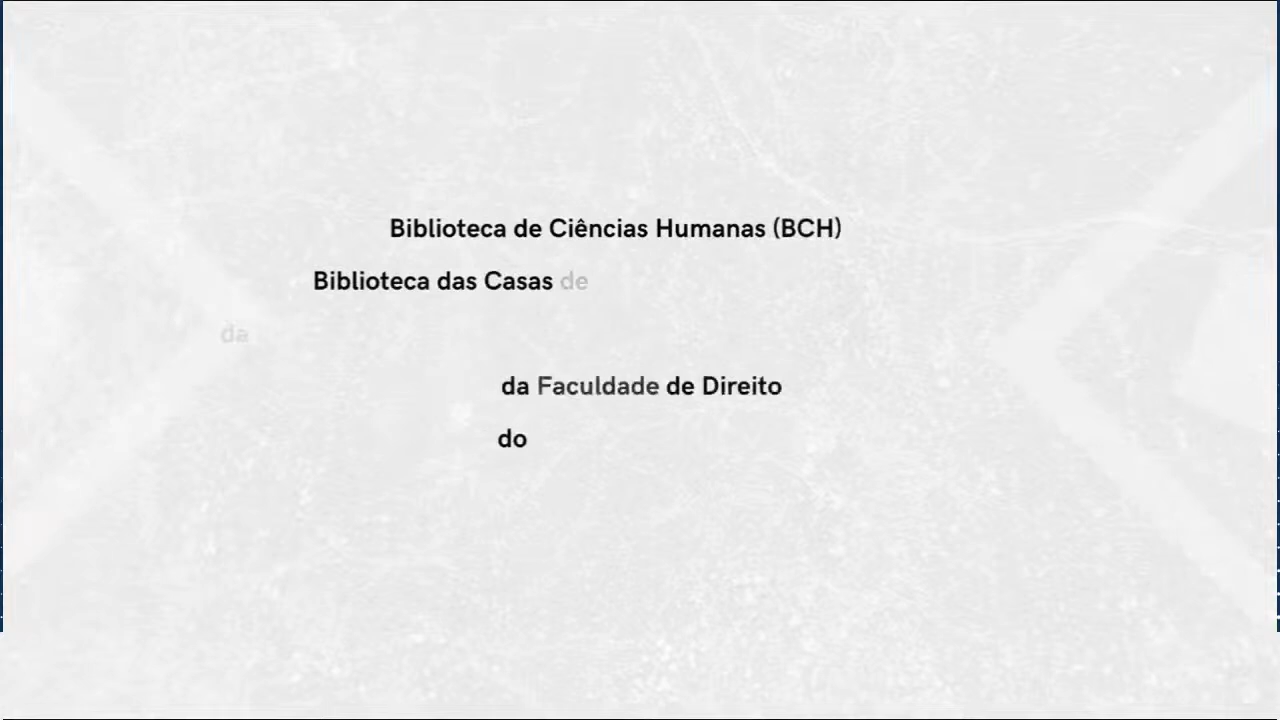 Biblioteca de Ciências Humanas (BCH)
Biblioteca das Casas de
da
da Faculdade de Direito
do